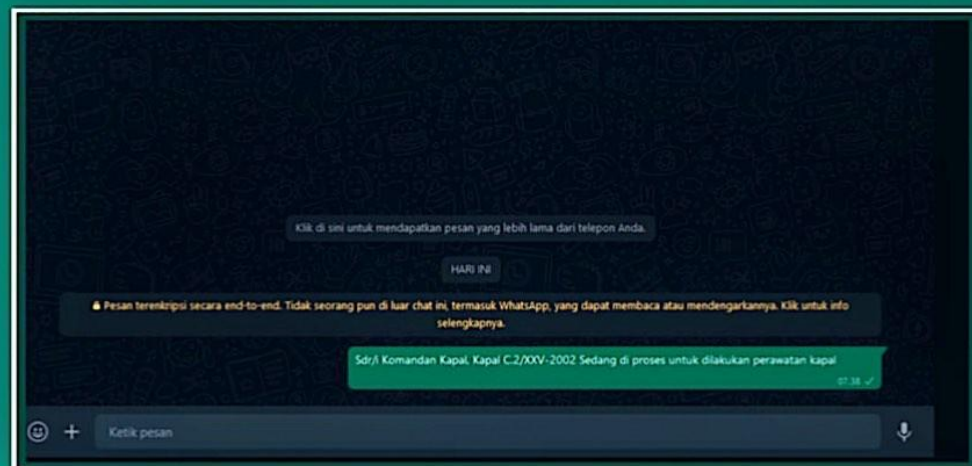 Klik di sini untuk mendapatkan pesan yang lebih lama dari telepon Anda.
HARI INI
Pesan terenkripsi secara end-to-end. Tidak seorang pun di luar chat ini, termasuk WhatsApp, yang dapat membaca atau mendengarkannya. Klik untuk info
selengkapnya.
Sdr/i Komandan Kapal, Kapal C.2/XXV-2002 Sedang di proses untuk dilakukan perawatan kapal
07.38
Ketik pesan